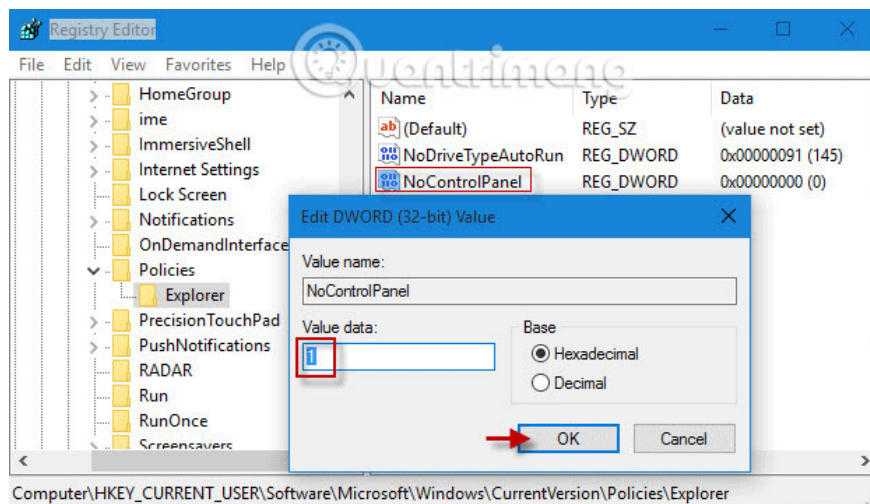 Registry Editor
File Edit View Favorites Help
Quantrimang
HomeGroup
ime
ImmersiveShell
Internet Settings
Lock Screen
Notifications
OnDemandInterface
Policies
Explorer
PrecisionTouchPad
PushNotifications
RADAR
Run
RunOnce
Screensavers
Name Type Data
ab (Default) REG_SZ (value not set)
NoDriveTypeAutoRun REG_DWORD 0x00000091 (145)
NoControlPanel REG_DWORD 0x00000000 (0)
Edit DWORD (32-bit) Value
Value name:
NoControlPanel
Value data:
1
Base
Hexadecimal
Decimal
OK Cancel
Computer\HKEY_CURRENT_USER\Software\Microsoft\Windows\CurrentVersion\Policies\Explorer